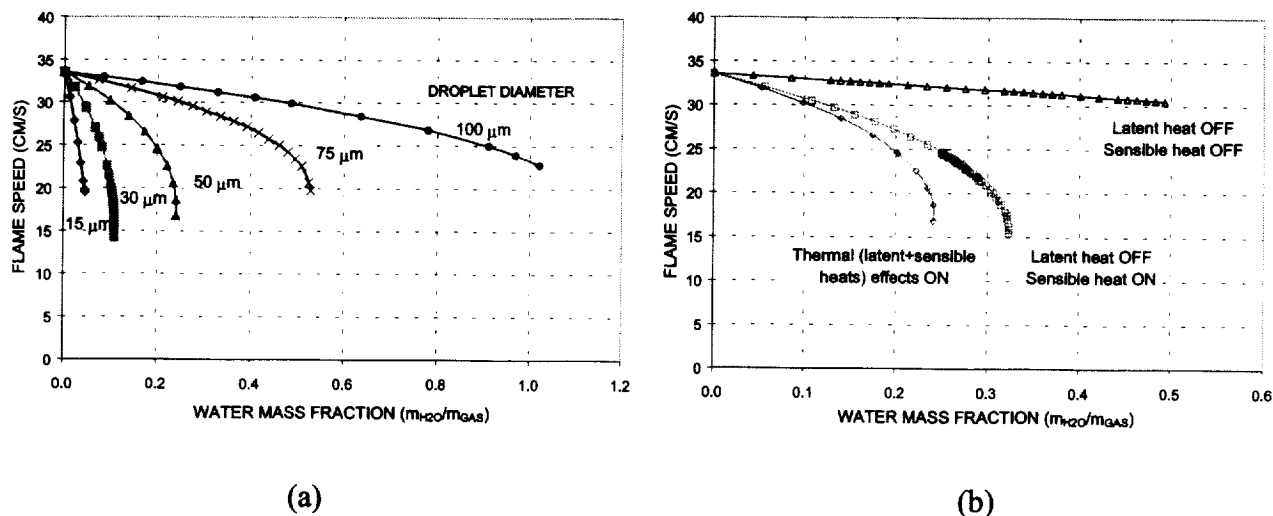 40
35
30
25
20
15
10
5
0
FLAME SPEED (CM/S)
DROPLET DIAMETER
100 μm
75 μm
50 μm
30 μm
15 μm
0.0 0.2 0.4 0.6 0.8 1.0 1.2
WATER MASS FRACTION (mH2O/mGAS)
(a)
40
35
30
25
20
15
10
5
0
FLAME SPEED (CM/S)
Latent heat OFF
Sensible heat OFF
Thermal (latent+sensible
heats) effects ON
Latent heat OFF
Sensible heat ON
0.0 0.1 0.2 0.3 0.4 0.5 0.6
WATER MASS FRACTION (mH2O/mGAS)
(b)